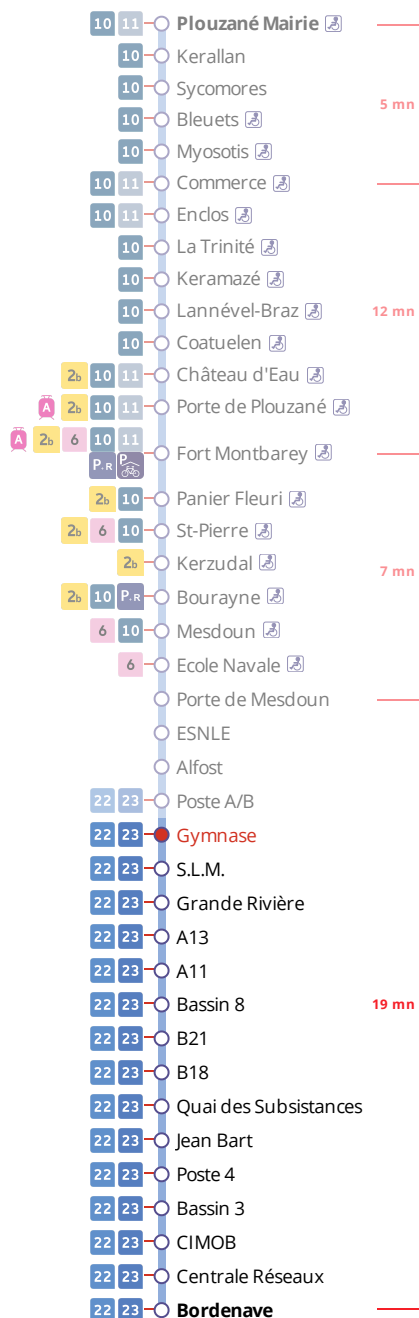 10 11 Plouzané Mairie
10 Kerallan
10 Sycomores
5 mn
10 Bleuets
10 Myosotis
10 11 Commerce
10 11 Enclos
10 La Trinité
10 Keramazé
10 Lannével-Braz 12 mn
10 Coatuelen
2b 10 11 Château d'Eau
A 2b 10 11 Porte de Plouzané
A 2b 6 10 11
P+R P Fort Montbarey
2b 10 Panier Fleuri
2b 6 10 St-Pierre
2b Kerzudal 7 mn
2b 10 P+R Bourayne
6 10 Mesdoun
6 Ecole Navale
Porte de Mesdoun
ESNLE
Alfost
22 23 Poste A/B
22 23 Gymnase
22 23 S.L.M.
22 23 Grande Rivière
22 23 A13
22 23 A11
22 23 Bassin 8 19 mn
22 23 B21
22 23 B18
22 23 Quai des Subsistances
22 23 Jean Bart
22 23 Poste 4
22 23 Bassin 3
22 23 CIMOB
22 23 Centrale Réseaux
22 23 Bordenave